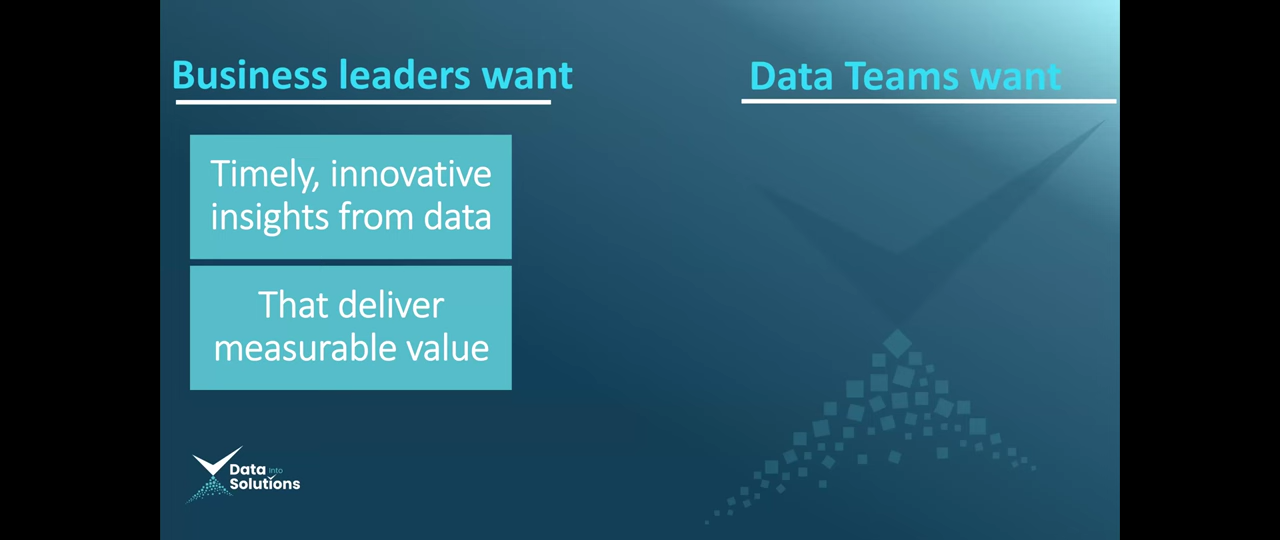 Business leaders want
Data Teams want
Timely, innovative
insights from data
That deliver
measurable value
Data Into
Solutions